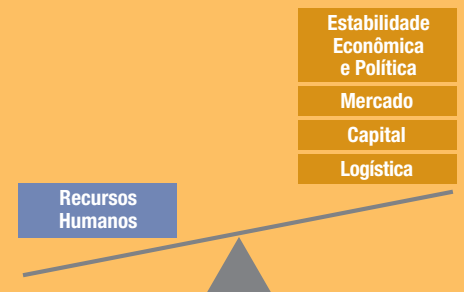 Estabilidade
Econômica
e Política
Mercado
Capital
Logística
Recursos
Humanos